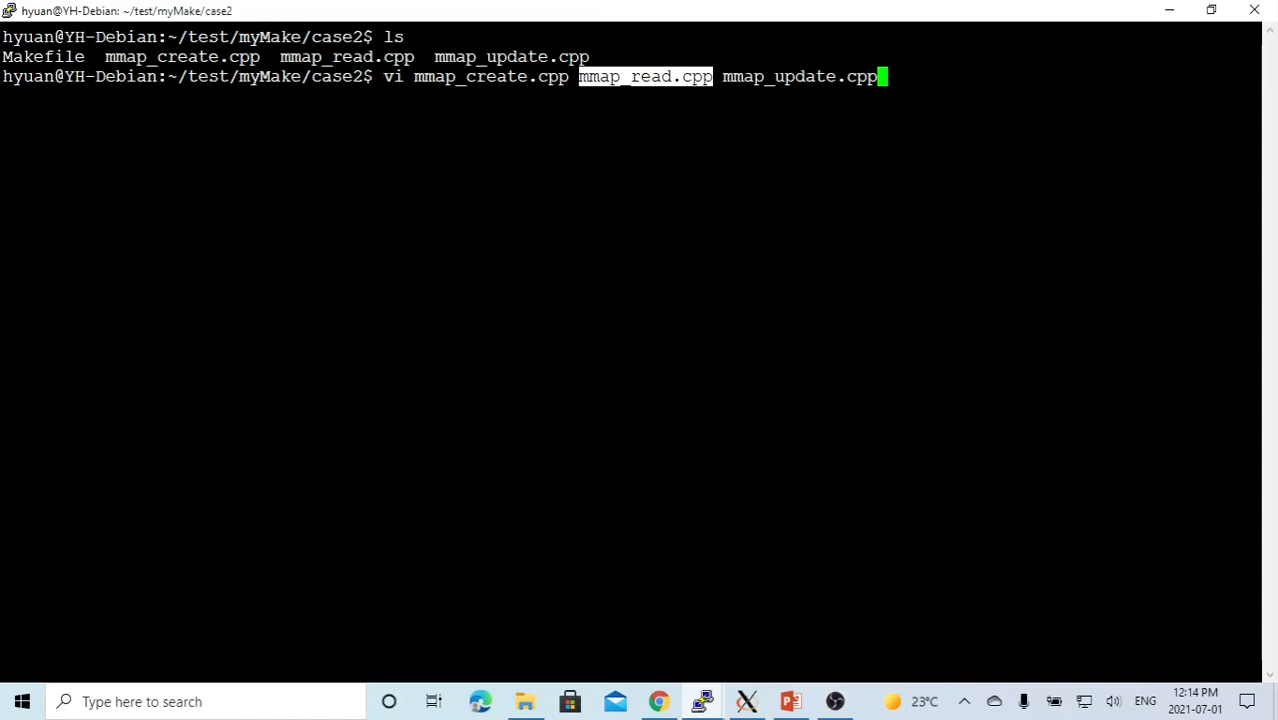 hyuan@YH-Debian: ~/test/myMake/case2
hyuan@YH-Debian:~/test/myMake/case2$ ls
Makefile  mmap_create.cpp  mmap_read.cpp  mmap_update.cpp
hyuan@YH-Debian:~/test/myMake/case2$ vi mmap_create.cpp mmap_read.cpp mmap_update.cpp
Type here to search
23°C
ENG
12:14 PM
2021-07-01